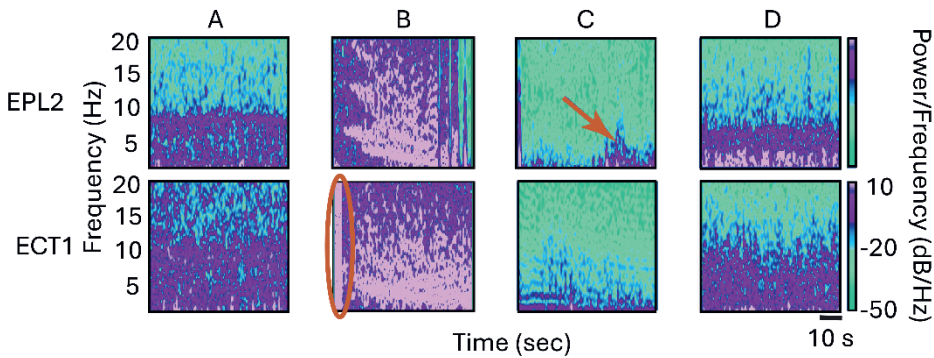 A B C D
EPL2
20
15
10
5
ECT1
20
15
10
5
Frequency (Hz)
Time (sec)
10
-20
-50
Power/Frequency (dB/Hz)
10 s